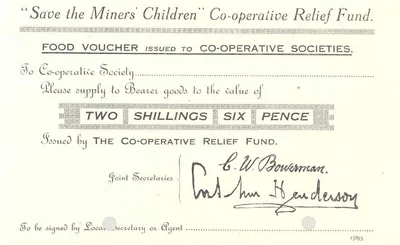 "Save the Miners' Children" Co-operative Relief Fund.
FOOD VOUCHER ISSUED TO CO-OPERATIVE SOCIETIES.
To Co-operative Society
Please supply to Bearer goods to the value of
TWO SHILLINGS SIX PENCE
Issued by THE CO-OPERATIVE RELIEF FUND.
C. W. Bowerman.
Joint Secretaries
Arthur Henderson
To be signed by Local Secretary or Agent